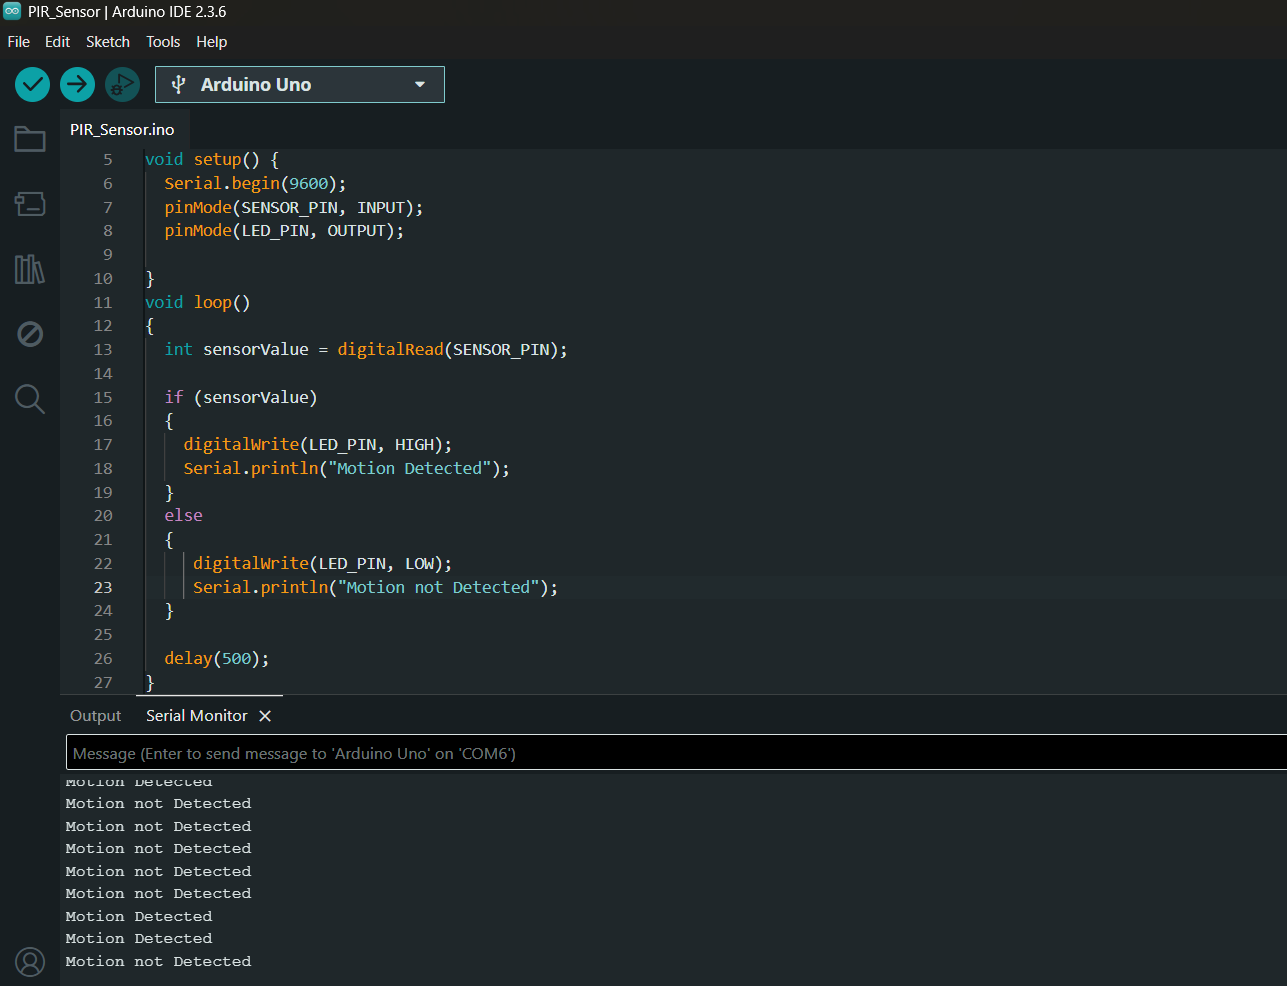 PIR_Sensor | Arduino IDE 2.3.6
File Edit Sketch Tools Help
Arduino Uno
PIR_Sensor.ino
5 void setup() {
6 Serial.begin(9600);
7 pinMode(SENSOR_PIN, INPUT);
8 pinMode(LED_PIN, OUTPUT);
9
10 }
11 void loop()
12 {
13 int sensorValue = digitalRead(SENSOR_PIN);
14
15 if (sensorValue)
16 {
17 digitalWrite(LED_PIN, HIGH);
18 Serial.println("Motion Detected");
19 }
20 else
21 {
22 digitalWrite(LED_PIN, LOW);
23 Serial.println("Motion not Detected");
24 }
25
26 delay(500);
27 }
Output Serial Monitor
Message (Enter to send message to 'Arduino Uno' on 'COM6')
Motion Detected
Motion not Detected
Motion not Detected
Motion not Detected
Motion not Detected
Motion not Detected
Motion Detected
Motion Detected
Motion not Detected